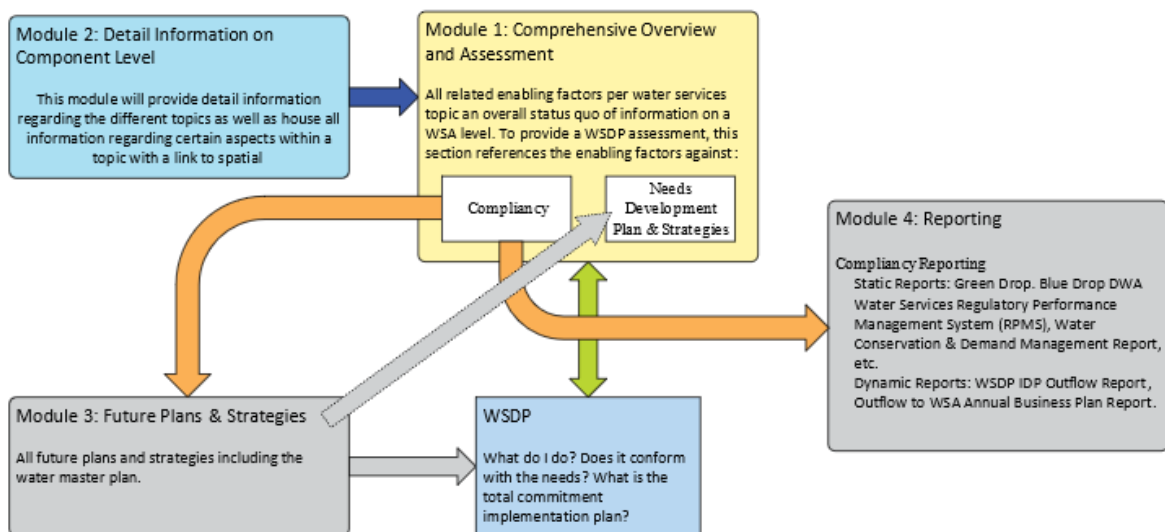 Module 2: Detail Information on
Component Level
This module will provide detail information
regarding the different topics as well as house all
information regarding certain aspects within a
topic with a link to spatial
Module 1: Comprehensive Overview
and Assessment
All related enabling factors per water services
topic an overall status quo of information on a
WSA level. To provide a WSDP assessment, this
section references the enabling factors against:
Compliancy
Needs
Development
Plan & Strategies
Module 4: Reporting
Compliancy Reporting
Static Reports: Green Drop. Blue Drop DWA
Water Services Regulatory Performance
Management System (RPMS), Water
Conservation & Demand Management Report,
etc.
Dynamic Reports: WSDP IDP Outflow Report,
Outflow to WSA Annual Business Plan Report.
Module 3: Future Plans & Strategies
All future plans and strategies including the
water master plan.
WSDP
What do I do? Does it conform
with the needs? What is the
total commitment
implementation plan?